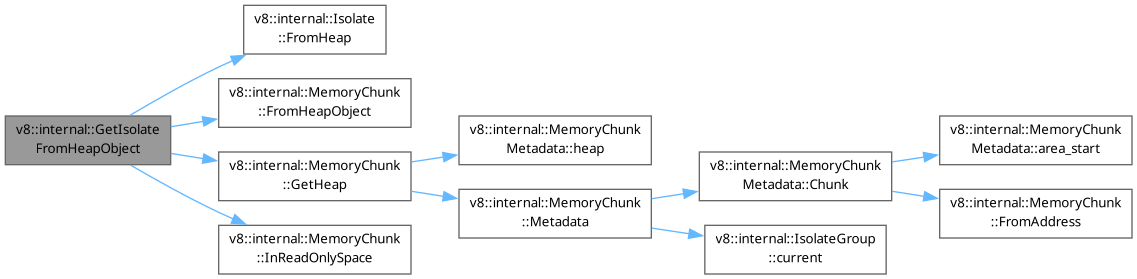 v8::internal::GetIsolate
FromHeapObject
v8::internal::Isolate
::FromHeap
v8::internal::MemoryChunk
::FromHeapObject
v8::internal::MemoryChunk
::GetHeap
v8::internal::MemoryChunk
::InReadOnlySpace
v8::internal::MemoryChunk
Metadata::heap
v8::internal::MemoryChunk
::Metadata
v8::internal::MemoryChunk
Metadata::Chunk
v8::internal::IsolateGroup
::current
v8::internal::MemoryChunk
Metadata::area_start
v8::internal::MemoryChunk
::FromAddress